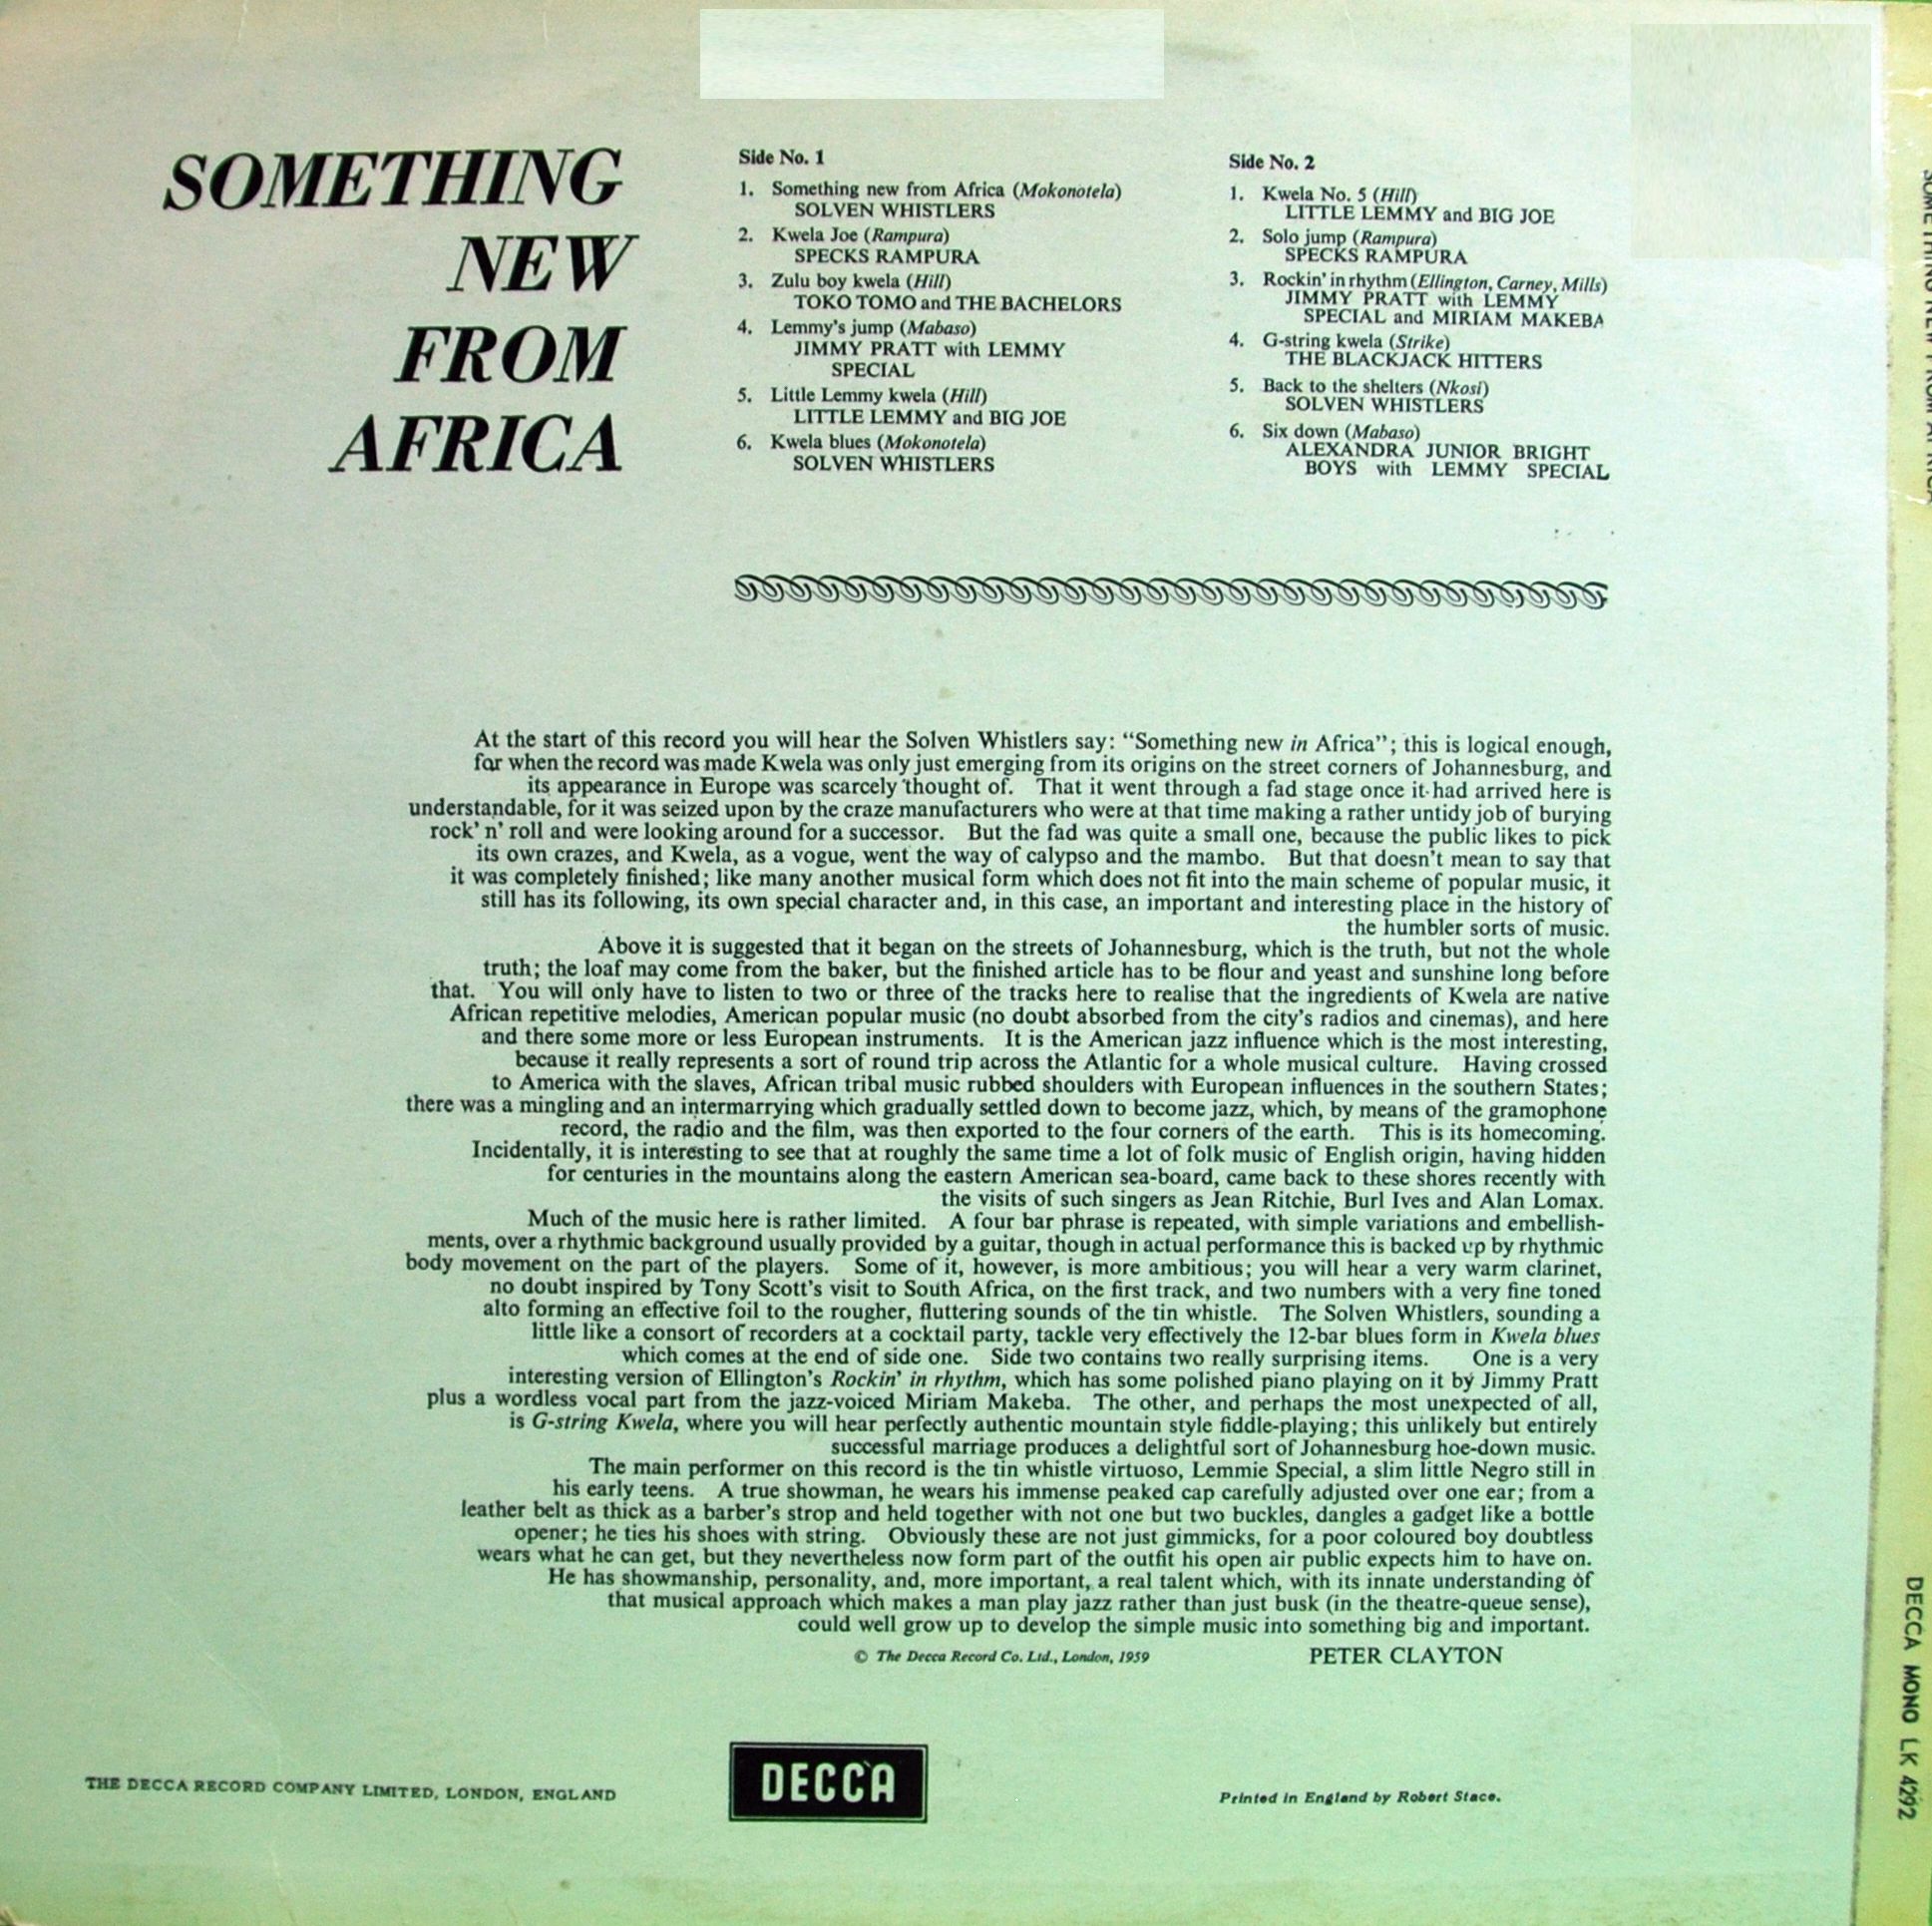 SOMETHING
NEW
FROM
AFRICA
Side No. 1
1. Something new from Africa (Mokonotela)
SOLVEN WHISTLERS
2. Kwela Joe (Rampura)
SPECKS RAMPURA
3. Zulu boy kwela (Hill)
TOKO TOMO and THE BACHELORS
4. Lemmy's jump (Mabaso)
JIMMY PRATT with LEMMY
SPECIAL
5. Little Lemmy kwela (Hill)
LITTLE LEMMY and BIG JOE
6. Kwela blues (Mokonotela)
SOLVEN WHISTLERS
Side No. 2
1. Kwela No. 5 (Hill)
LITTLE LEMMY and BIG JOE
2. Solo jump (Rampura)
SPECKS RAMPURA
3. Rockin' in rhythm (Ellington, Carney, Mills)
JIMMY PRATT with LEMMY
SPECIAL and MIRIAM MAKEBA
4. G-string kwela (Strike)
THE BLACKJACK HITTERS
5. Back to the shelters (Nkosi)
SOLVEN WHISTLERS
6. Six down (Mabaso)
ALEXANDRA JUNIOR BRIGHT
BOYS with LEMMY SPECIAL
At the start of this record you will hear the Solven Whistlers say: “Something new in Africa”; this is logical enough,
for when the record was made Kwela was only just emerging from its origins on the street corners of Johannesburg, and
its appearance in Europe was scarcely thought of. That it went through a fad stage once it had arrived here is
understandable, for it was seized upon by the craze manufacturers who were at that time making a rather untidy job of burying
rock' n' roll and were looking around for a successor. But the fad was quite a small one, because the public likes to pick
its own crazes, and Kwela, as a vogue, went the way of calypso and the mambo. But that doesn't mean to say that
it was completely finished; like many another musical form which does not fit into the main scheme of popular music, it
still has its following, its own special character and, in this case, an important and interesting place in the history of
the humbler sorts of music.
Above it is suggested that it began on the streets of Johannesburg, which is the truth, but not the whole
truth; the loaf may come from the baker, but the finished article has to be flour and yeast and sunshine long before
that. You will only have to listen to two or three of the tracks here to realise that the ingredients of Kwela are native
African repetitive melodies, American popular music (no doubt absorbed from the city's radios and cinemas), and here
and there some more or less European instruments. It is the American jazz influence which is the most interesting,
because it really represents a sort of round trip across the Atlantic for a whole musical culture. Having crossed
to America with the slaves, African tribal music rubbed shoulders with European influences in the southern States;
there was a mingling and an intermarrying which gradually settled down to become jazz, which, by means of the gramophone
record, the radio and the film, was then exported to the four corners of the earth. This is its homecoming.
Incidentally, it is interesting to see that at roughly the same time a lot of folk music of English origin, having hidden
for centuries in the mountains along the eastern American sea-board, came back to these shores recently with
the visits of such singers as Jean Ritchie, Burl Ives and Alan Lomax.
Much of the music here is rather limited. A four bar phrase is repeated, with simple variations and embellish-
ments, over a rhythmic background usually provided by a guitar, though in actual performance this is backed up by rhythmic
body movement on the part of the players. Some of it, however, is more ambitious; you will hear a very warm clarinet,
no doubt inspired by Tony Scott's visit to South Africa, on the first track, and two numbers with a very fine toned
alto forming an effective foil to the rougher, fluttering sounds of the tin whistle. The Solven Whistlers, sounding a
little like a consort of recorders at a cocktail party, tackle very effectively the 12-bar blues form in Kwela blues
which comes at the end of side one. Side two contains two really surprising items. One is a very
interesting version of Ellington's Rockin' in rhythm, which has some polished piano playing on it by Jimmy Pratt
plus a wordless vocal part from the jazz-voiced Miriam Makeba. The other, and perhaps the most unexpected of all,
is G-string Kwela, where you will hear perfectly authentic mountain style fiddle-playing; this unlikely but entirely
successful marriage produces a delightful sort of Johannesburg hoe-down music.
The main performer on this record is the tin whistle virtuoso, Lemmie Special, a slim little Negro still in
his early teens. A true showman, he wears his immense peaked cap carefully adjusted over one ear; from a
leather belt as thick as a barber's strop and held together with not one but two buckles, dangles a gadget like a bottle
opener; he ties his shoes with string. Obviously these are not just gimmicks, for a poor coloured boy doubtless
wears what he can get, but they nevertheless now form part of the outfit his open air public expects him to have on.
He has showmanship, personality, and, more important, a real talent which, with its innate understanding of
that musical approach which makes a man play jazz rather than just busk (in the theatre-queue sense),
could well grow up to develop the simple music into something big and important.
© The Decca Record Co. Ltd., London, 1959 PETER CLAYTON
THE DECCA RECORD COMPANY LIMITED, LONDON, ENGLAND
DECCA
Printed in England by Robert Stace.
SOMETHING NEW FROM AFRICA
DECCA MONO LK 4292